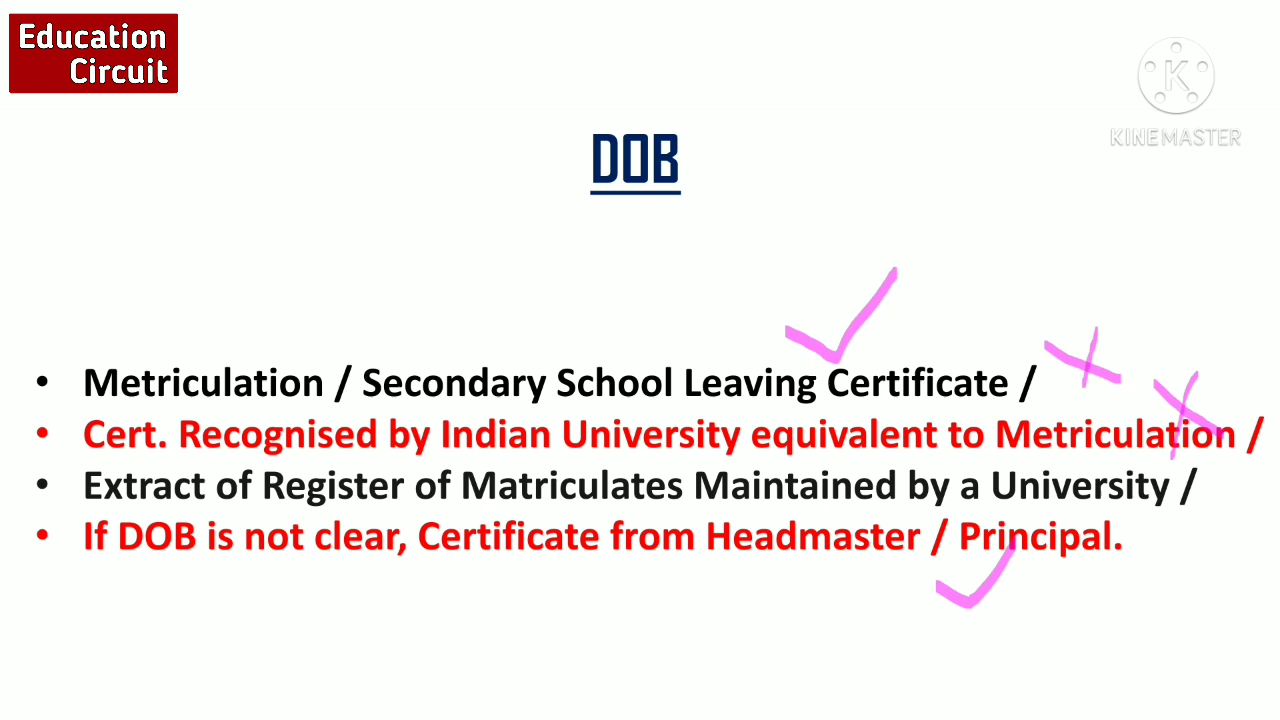 Education
Circuit
K
KINEMASTER
DOB
• Metriculation / Secondary School Leaving Certificate /
• Cert. Recognised by Indian University equivalent to Metriculation /
• Extract of Register of Matriculates Maintained by a University /
• If DOB is not clear, Certificate from Headmaster / Principal.